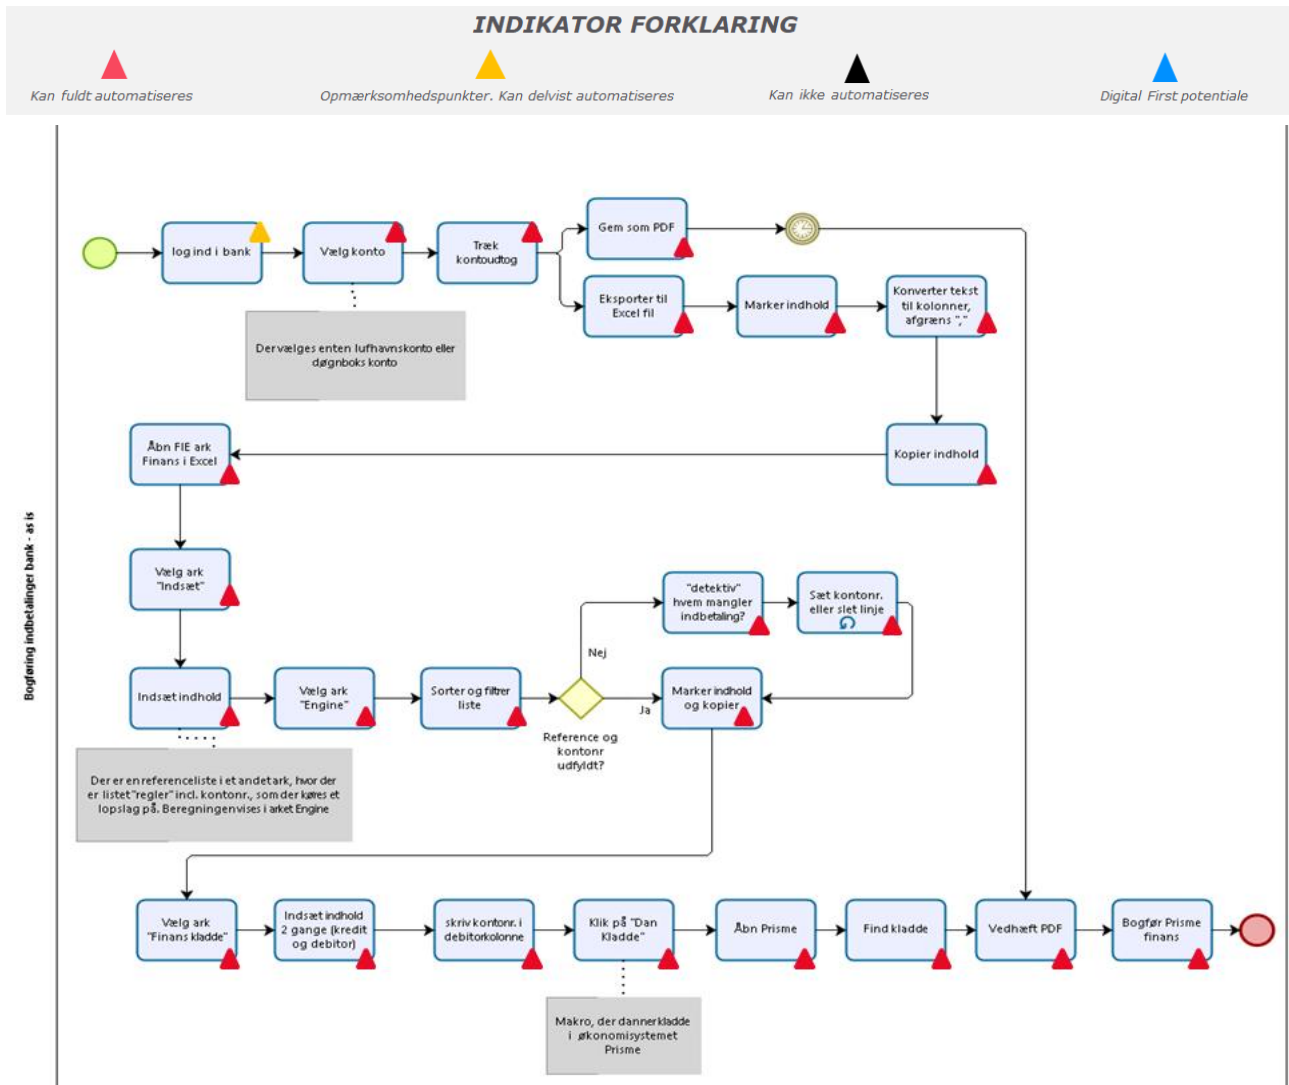 INDIKATOR FORKLARING
Kan fuldt automatiseres
Opmærksomhedspunkter. Kan delvist automatiseres
Kan ikke automatiseres
Digital First potentiale
Bogføring indbetalinger bank - as is
log ind i bank
Vælg konto
Træk
kontoudtog
Gem som PDF
Eksporter til
Excel fil
Marker indhold
Konverter tekst
til kolonner,
afgræns ","
Der vælges enten lufhavnskonto eller
døgnboks konto
Kopier indhold
Åbn FIE ark
Finans i Excel
Vælg ark
"Indsæt"
Indsæt indhold
Vælg ark
"Engine"
Sorter og filtrer
liste
Reference og
kontonr
udfyldt?
Nej
Ja
"detektiv"
hvem mangler
indbetaling?
Sæt kontonr.
eller slet linje
Marker indhold
og kopier
Der er en referenceliste i et andet ark, hvor der
er listet "regler" incl. kontonr., som der køres et
lopslag på. Beregningen vises i arket Engine
Vælg ark
"Finans kladde"
Indsæt indhold
2 gange (kredit
og debitor)
skriv kontonr. i
debitorkolonne
Klik på "Dan
Kladde"
Åbn Prisme
Find kladde
Vedhæft PDF
Bogfør Prisme
finans
Makro, der danner kladde
i økonomisystemet
Prisme